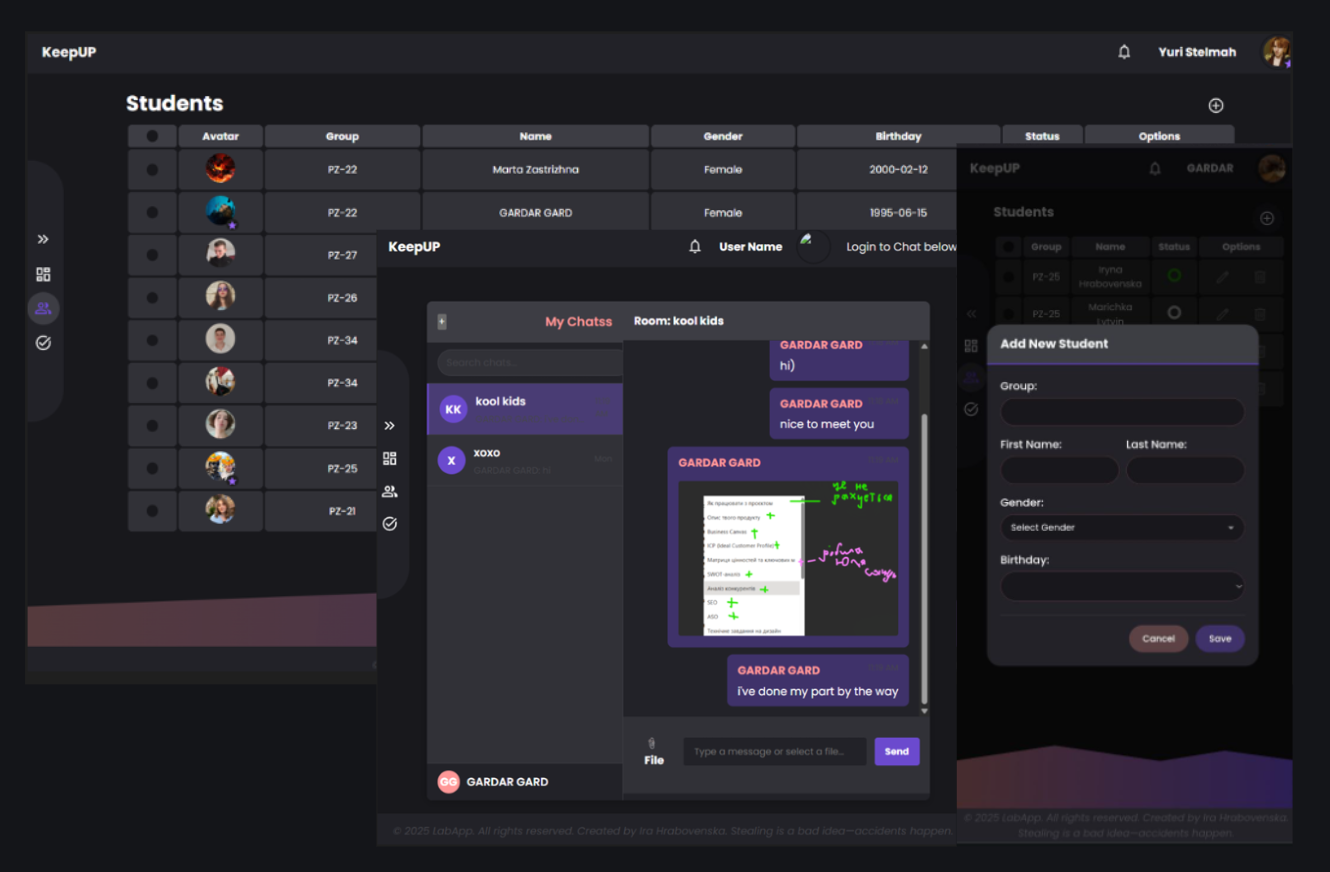 KeepUP
Yuri Stelmah
Students
Avatar Group Name Gender Birthday Status Options
PZ-22 Marta Zastrizhna Female 2000-02-12
PZ-22 GARDAR GARD Female 1995-06-15
PZ-27
PZ-26
PZ-34
PZ-34
PZ-23
PZ-25
PZ-21
KeepUP
User Name
Login to Chat below
+
My Chatss
Search chats...
KK
kool kids
X
xoxo
GARDAR GARD: hi
GG
GARDAR GARD
Room: kool kids
GARDAR GARD
hi)
GARDAR GARD
nice to meet you
GARDAR GARD
це не
рахується
Як працювати з проєктом
Опис твого продукту
Business Canvas
ICP (Ideal Customer Profile)
Матриця цінностей та ключових м
SWOT аналіз
Аналіз конкурентів
SEO
ASO
Технічне завдання на дизайн
GARDAR GARD
i've done my part by the way
File
Type a message or select a file...
Send
© 2025 LabApp. All rights reserved. Created by Ira Hrabovenska. Stealing is a bad idea—accidents happen.
KeepUP
GARDAR
Students
Group Name Status Options
PZ-25 Iryna
Hrabovenska
PZ-25 Marichka
Lytvin
Add New Student
Group:
First Name:
Last Name:
Gender:
Select Gender
Birthday:
Cancel
Save
© 2025 LabApp. All rights reserved. Created by Ira Hrabovenska.
Stealing is a bad idea—accidents happen.